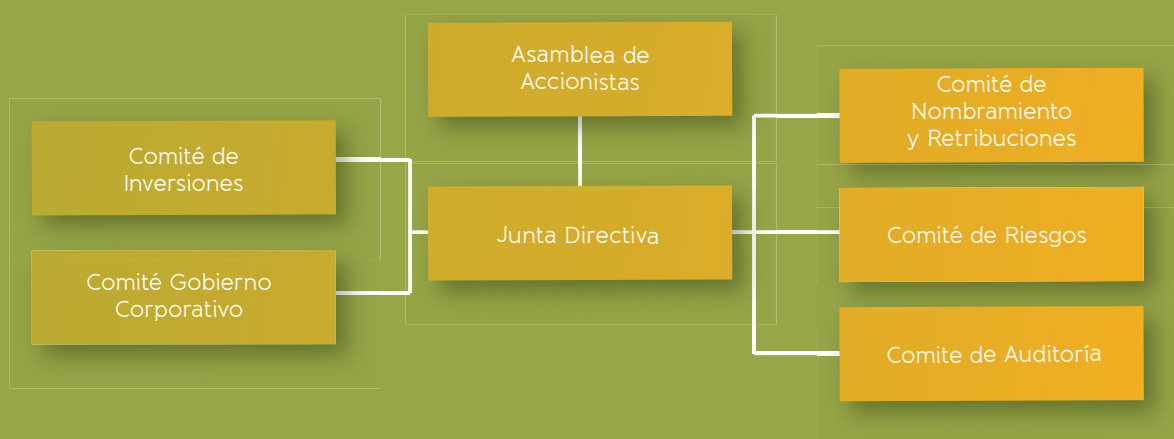 Asamblea de
Accionistas
Comité de
Inversiones
Comité Gobierno
Corporativo
Junta Directiva
Comité de
Nombramiento
y Retribuciones
Comité de Riesgos
Comite de Auditoría